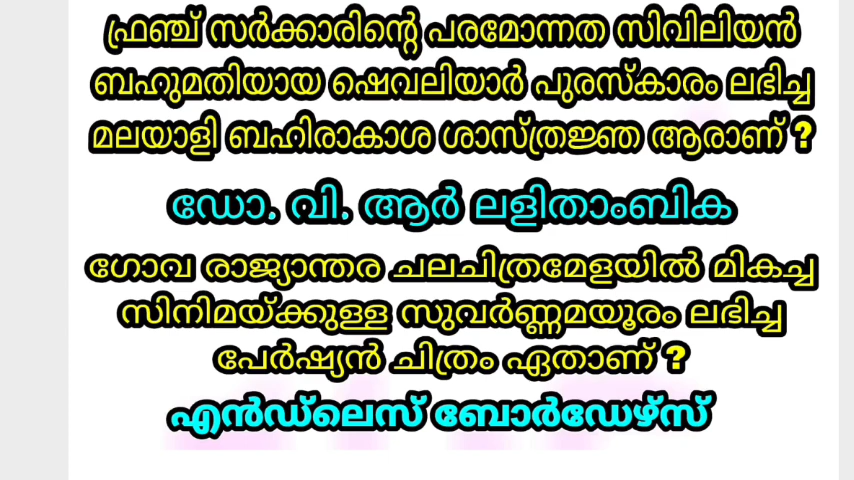 ഫ്രഞ്ച് സർക്കാരിന്റെ പരമോന്നത സിവിലിയൻ
ബഹുമതിയായ ഷെവലിയാർ പുരസ്കാരം ലഭിച്ച
മലയാളി ബഹിരാകാശ ശാസ്ത്രജ്ഞ ആരാണ് ?
ഡോ. വി. ആർ ലളിതാംബിക
ഗോവ രാജ്യാന്തര ചലചിത്രമേളയിൽ മികച്ച
സിനിമയ്ക്കുള്ള സുവർണ്ണമയൂരം ലഭിച്ച
പേർഷ്യൻ ചിത്രം ഏതാണ് ?
എൻഡ്‌ലെസ് ബോർഡേഴ്സ്